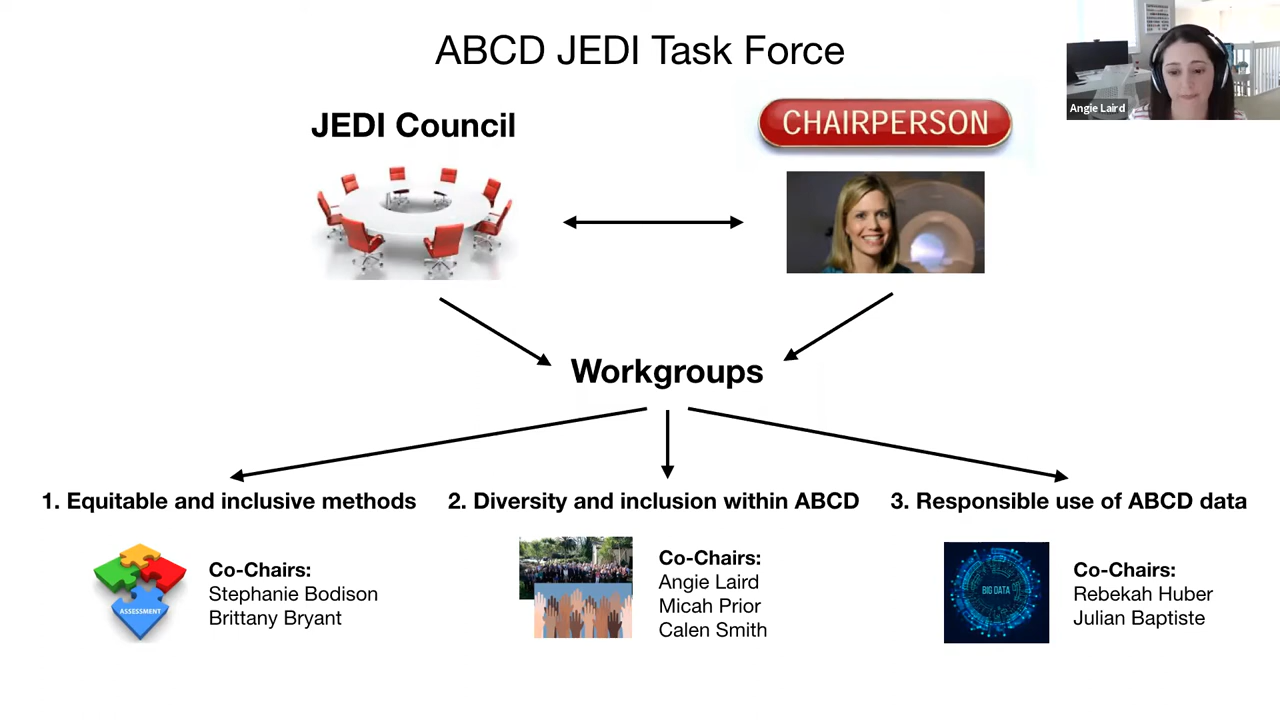 ABCD JEDI Task Force
Angie Laird
JEDI Council
CHAIRPERSON
Workgroups
1. Equitable and inclusive methods
2. Diversity and inclusion within ABCD
3. Responsible use of ABCD data
ASSESSMENT
Co-Chairs:
Stephanie Bodison
Brittany Bryant
Co-Chairs:
Angie Laird
Micah Prior
Calen Smith
BIG DATA
Co-Chairs:
Rebekah Huber
Julian Baptiste